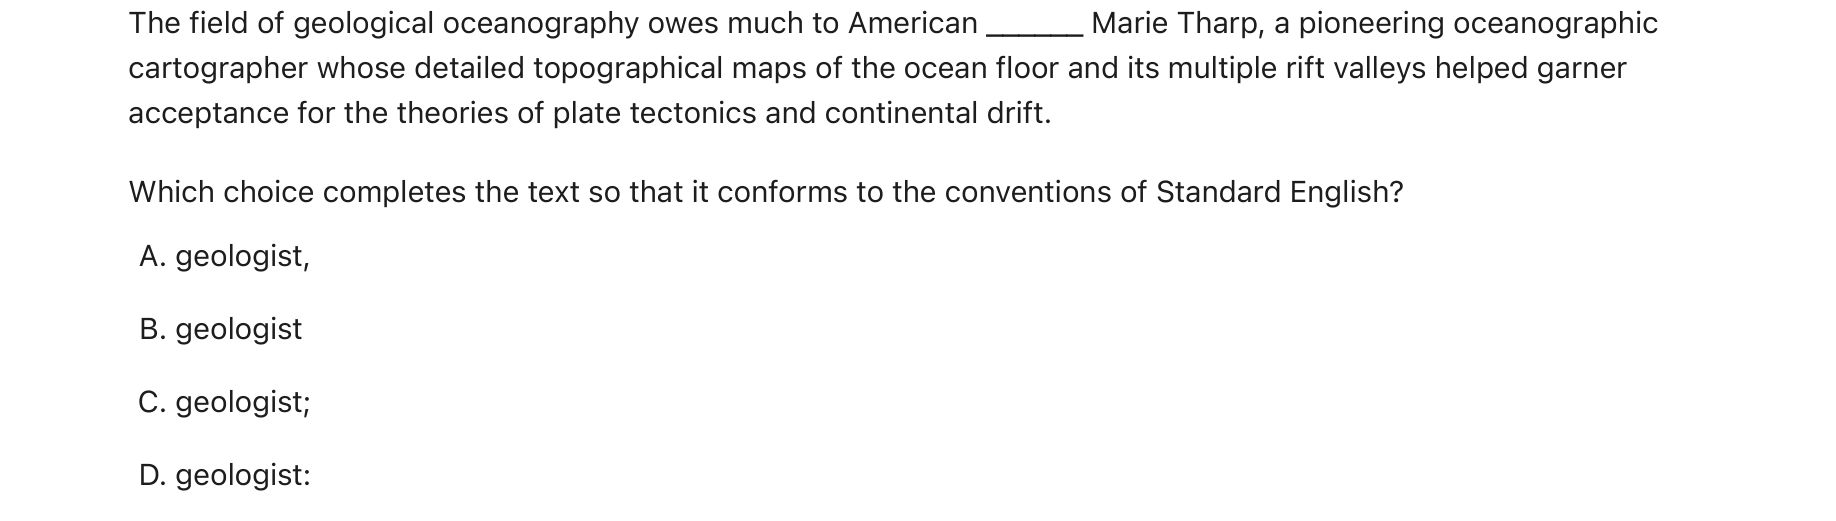 The field of geological oceanography owes much to American ______ Marie Tharp, a pioneering oceanographic
cartographer whose detailed topographical maps of the ocean floor and its multiple rift valleys helped garner
acceptance for the theories of plate tectonics and continental drift.
Which choice completes the text so that it conforms to the conventions of Standard English?
A. geologist,
B. geologist
C. geologist;
D. geologist: